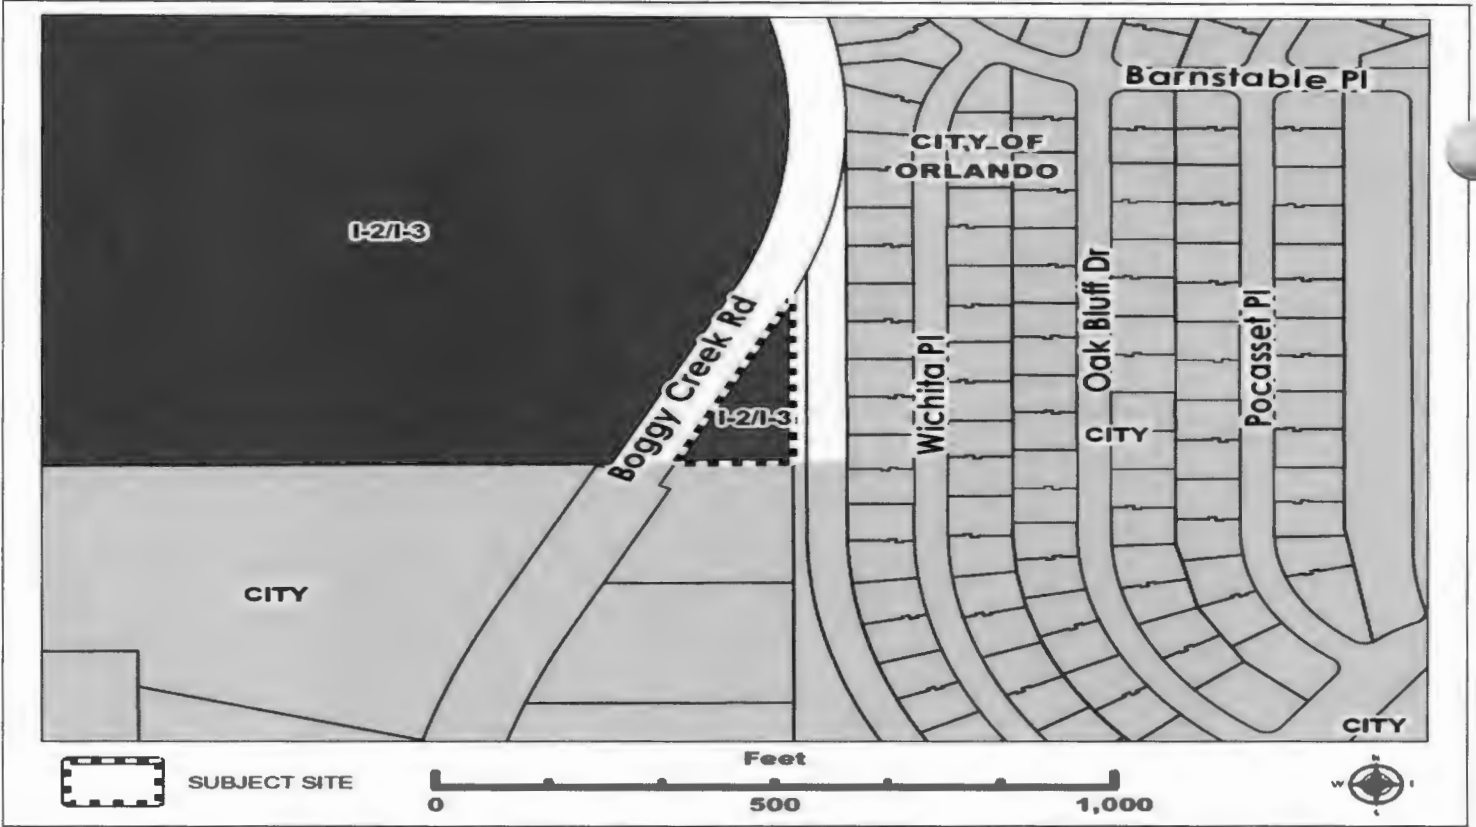 Barnstable Pl
CITY OF
ORLANDO
I-2/I-3
Boggy Creek Rd
I-2/I-3
Wichita Pl
Oak Bluff Dr
Pocasset Pl
CITY
CITY
CITY
SUBJECT SITE
Feet
0 500 1,000
N
W